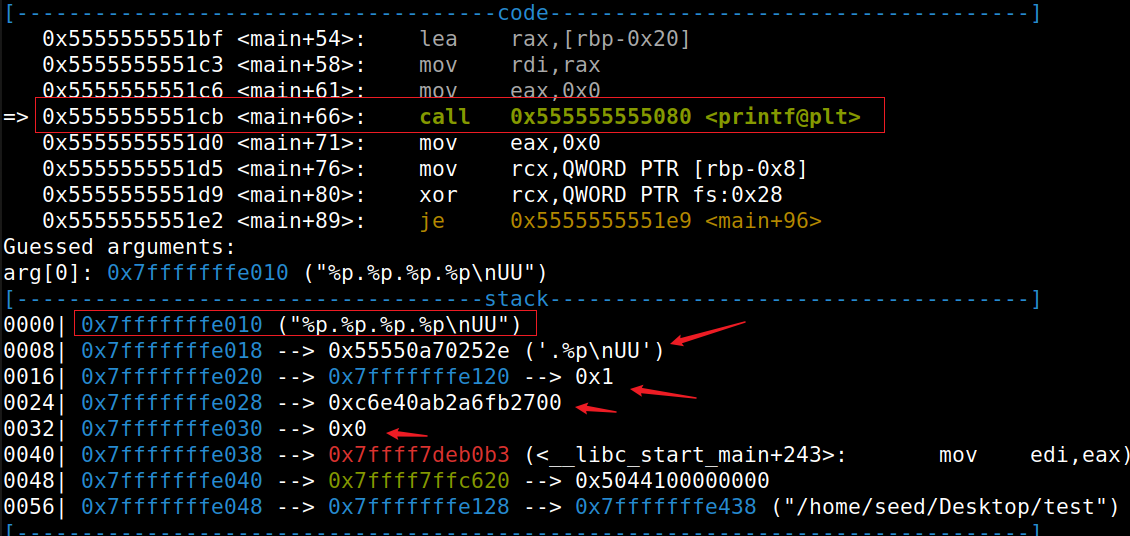 [-------------------------------------code-------------------------------------]
   0x5555555551bf <main+54>:	lea    rax,[rbp-0x20]
   0x5555555551c3 <main+58>:	mov    rdi,rax
   0x5555555551c6 <main+61>:	mov    eax,0x0
=> 0x5555555551cb <main+66>:	call   0x555555555080 <printf@plt>
   0x5555555551d0 <main+71>:	mov    eax,0x0
   0x5555555551d5 <main+76>:	mov    rcx,QWORD PTR [rbp-0x8]
   0x5555555551d9 <main+80>:	xor    rcx,QWORD PTR fs:0x28
   0x5555555551e2 <main+89>:	je     0x5555555551e9 <main+96>
Guessed arguments:
arg[0]: 0x7fffffffe010 ("%p.%p.%p.%p\nUU")
[------------------------------------stack-------------------------------------]
0000| 0x7fffffffe010 ("%p.%p.%p.%p\nUU")
0008| 0x7fffffffe018 --> 0x55550a70252e ('.%p\nUU')
0016| 0x7fffffffe020 --> 0x7fffffffe120 --> 0x1
0024| 0x7fffffffe028 --> 0xc6e40ab2a6fb2700
0032| 0x7fffffffe030 --> 0x0
0040| 0x7fffffffe038 --> 0x7ffff7deb0b3 (<__libc_start_main+243>:	mov    edi,eax)
0048| 0x7fffffffe040 --> 0x7ffff7ffc620 --> 0x5044100000000
0056| 0x7fffffffe048 --> 0x7fffffffe128 --> 0x7fffffffe438 ("/home/seed/Desktop/test")
[------------------------------------------------------------------------------]